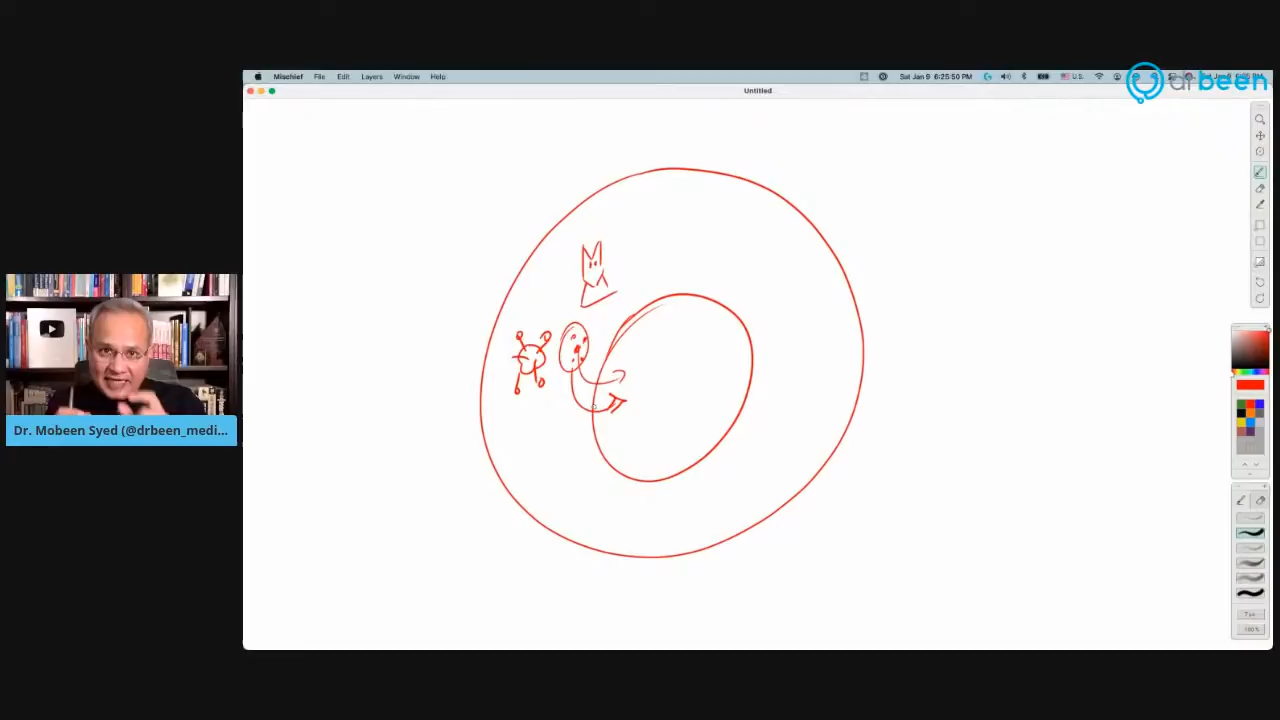 drbeen
Mischief File Edit Layers Window Help
U.S. Sat Jan 9 6:25:50 PM
Untitled
Dr. Mobeen Syed (@drbeen_medi...
100%